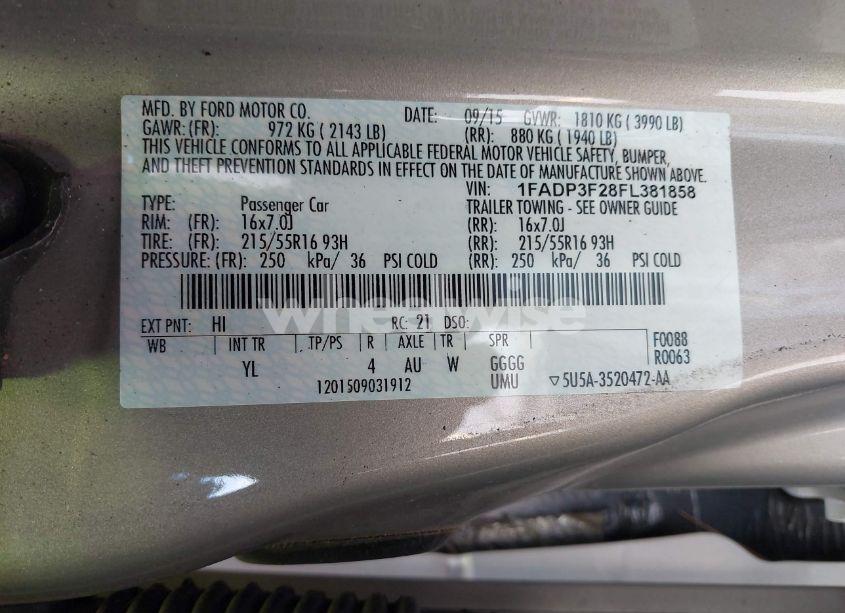 MFD. BY FORD MOTOR CO. DATE: 09/15 GVWR: 1810 KG ( 3990 LB)
GAWR: (FR): 972 KG ( 2143 LB) (RR): 880 KG ( 1940 LB)
THIS VEHICLE CONFORMS TO ALL APPLICABLE FEDERAL MOTOR VEHICLE SAFETY, BUMPER,
AND THEFT PREVENTION STANDARDS IN EFFECT ON THE DATE OF MANUFACTURE SHOWN ABOVE.
VIN: 1FADP3F28FL381858
TYPE: Passenger Car TRAILER TOWING - SEE OWNER GUIDE
RIM: (FR): 16x7.0J (RR): 16x7.0J
TIRE: (FR): 215/55R16 93H (RR): 215/55R16 93H
PRESSURE: (FR): 250 kPa/ 36 PSI COLD (RR): 250 kPa/ 36 PSI COLD
wheelwise
EXT PNT: HI RC: 21 DSO: F0088
WB INT TR TP/PS R AXLE TR SPR R0063
YL 4 AU W GGGG
1201509031912 UMU ▽5U5A-3520472-AA